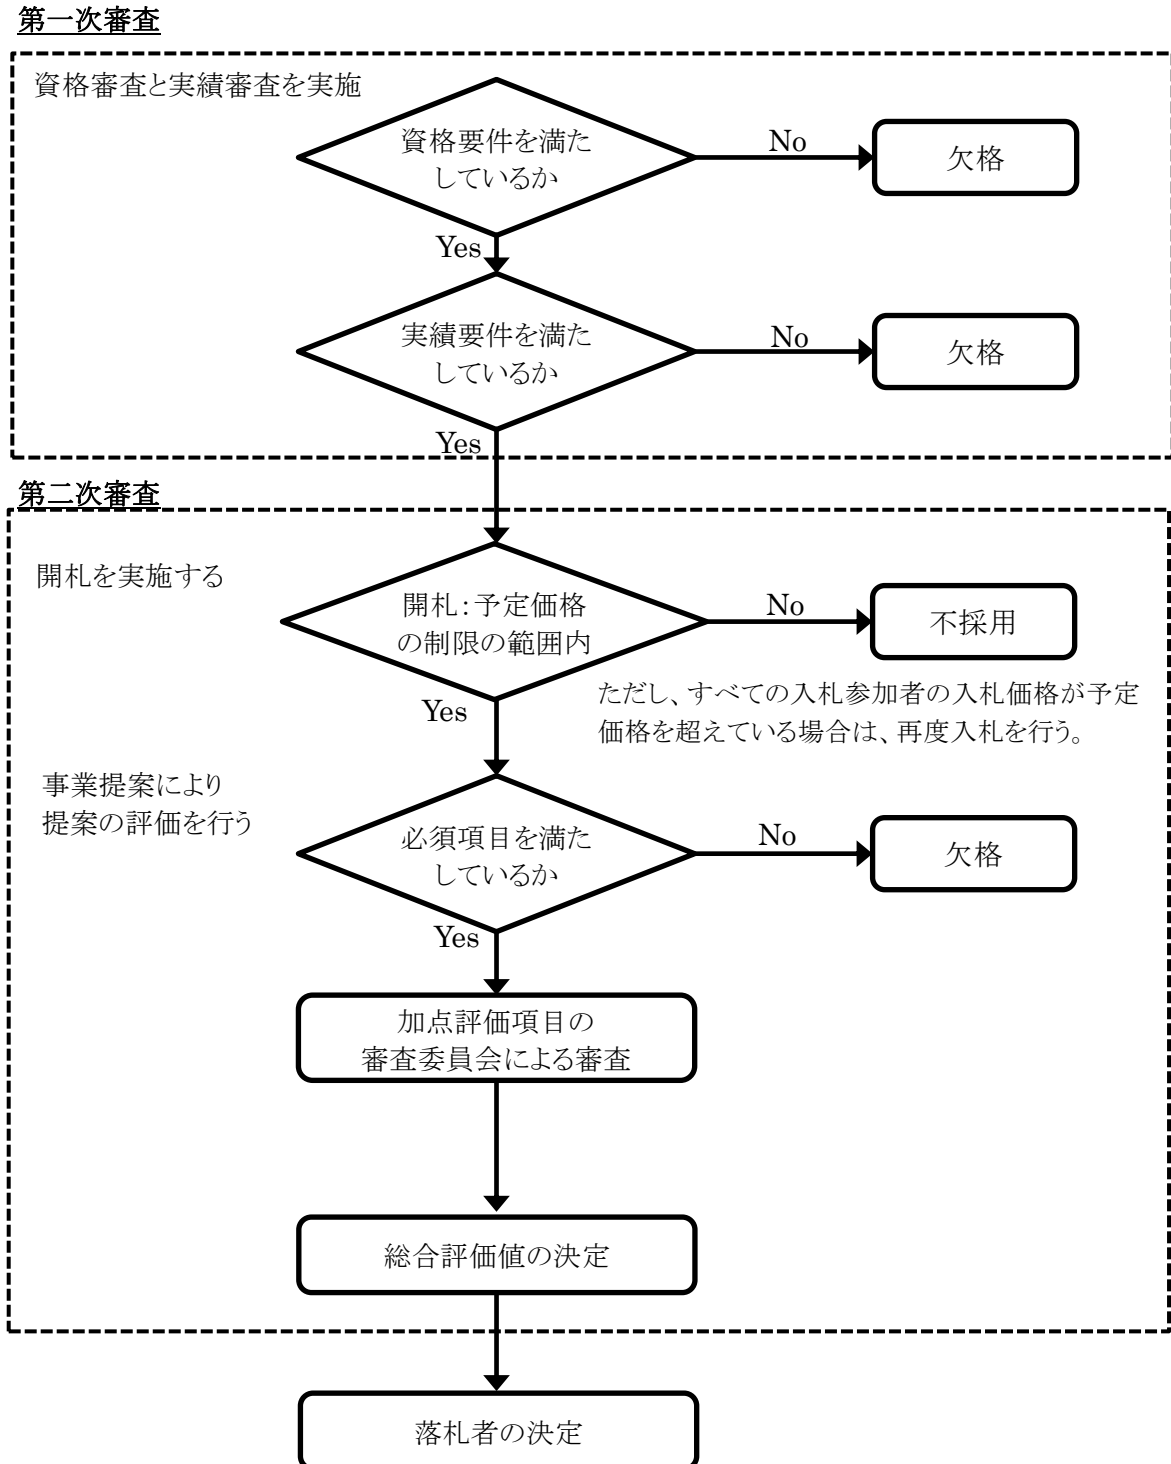 第一次審査
資格審査と実績審査を実施
資格要件を満た
しているか
No
欠格
Yes
実績要件を満た
しているか
No
欠格
Yes
第二次審査
開札を実施する
開札：予定価格
の制限の範囲内
No
不採用
ただし、すべての入札参加者の入札価格が予定
価格を超えている場合は、再度入札を行う。
Yes
事業提案により
提案の評価を行う
必須項目を満た
しているか
No
欠格
Yes
加点評価項目の
審査委員会による審査
総合評価値の決定
落札者の決定